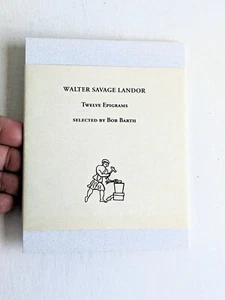 WALTER SAVAGE LANDOR
TWELVE EPIGRAMS
SELECTED BY BOB BARTH